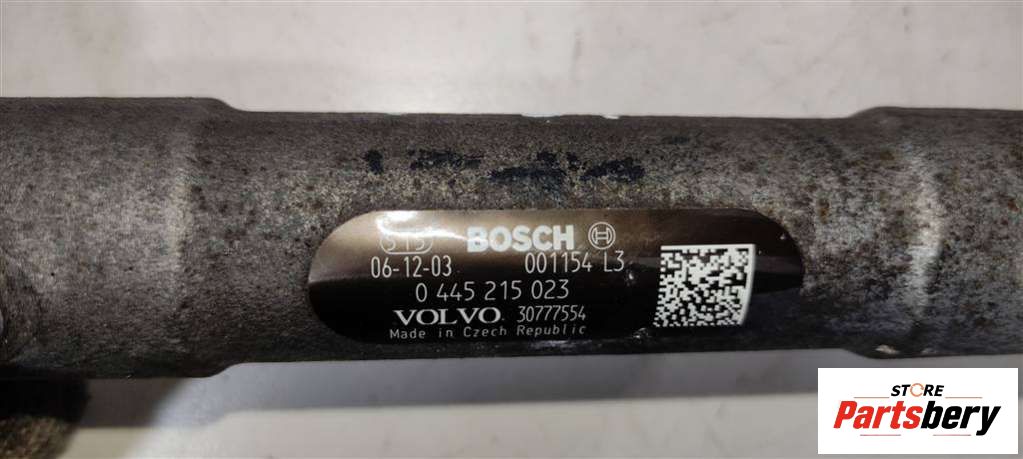 BOSCH
06-12-03 001154 L3
0 445 215 023
VOLVO 30777554
Made in Czech Republic
STORE
Partsbery